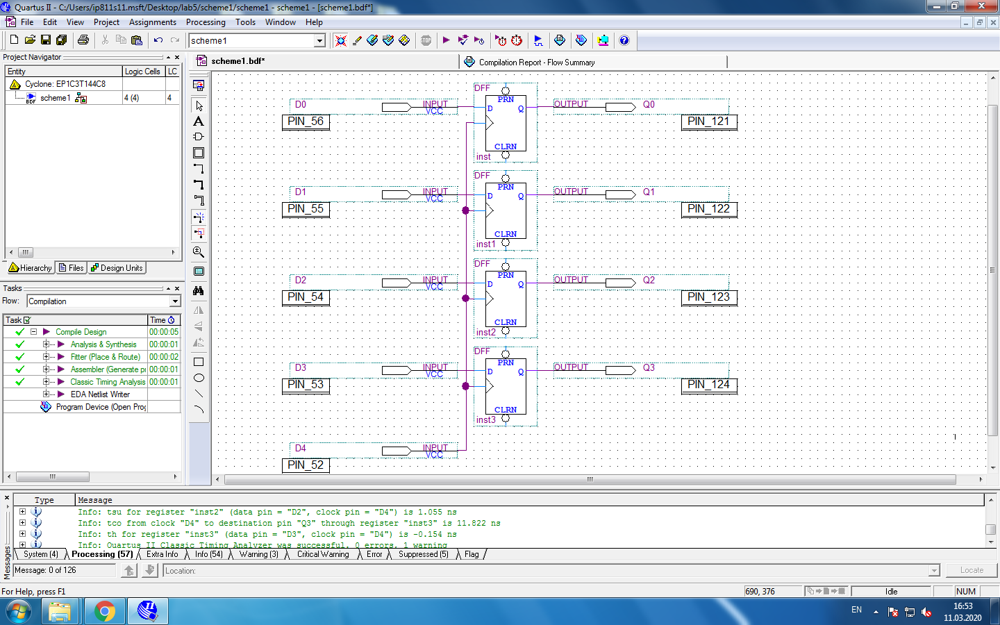 Quartus II - C:/Users/ip811s11.msft/Desktop/lab5/scheme1/scheme1 - scheme1 - [scheme1.bdf*]
File Edit View Project Assignments Processing Tools Window Help
scheme1
STOP
Project Navigator
Entity Logic Cells LC
Cyclone: EP1C3T144C8
scheme1 4 (4) 4
Hierarchy Files Design Units
Tasks
Flow: Compilation
Task Time
Compile Design 00:00:05
Analysis & Synthesis 00:00:01
Fitter (Place & Route) 00:00:02
Assembler (Generate 00:00:01
Classic Timing Analysis 00:00:01
EDA Netlist Writer
Program Device (Open
scheme1.bdf*
Compilation Report - Flow Summary
DFF
D0 INPUT VCC D PRN Q OUTPUT Q0
PIN_56 PIN_121
CLRN
inst
DFF
D1 INPUT VCC D PRN Q OUTPUT Q1
PIN_55 PIN_122
CLRN
inst1
DFF
D2 INPUT VCC D PRN Q OUTPUT Q2
PIN_54 PIN_123
CLRN
inst2
DFF
D3 INPUT VCC D PRN Q OUTPUT Q3
PIN_53 PIN_124
CLRN
inst3
D4 INPUT VCC
PIN_52
Messages
Type Message
Info: tsu for register "inst2" (data pin = "D2", clock pin = "D4") is 1.055 ns
Info: tco from clock "D4" to destination pin "Q3" through register "inst3" is 11.822 ns
Info: th for register "inst3" (data pin = "D3", clock pin = "D4") is -0.154 ns
Info: Quartus II Classic Timing Analyzer was successful. 0 errors, 1 warning
System (4) Processing (57) Extra Info Info (54) Warning (3) Critical Warning Error Suppressed (5) Flag
Message: 0 of 126 Location: Locate
For Help, press F1 690, 376 Idle NUM
EN 16:53
11.03.2020